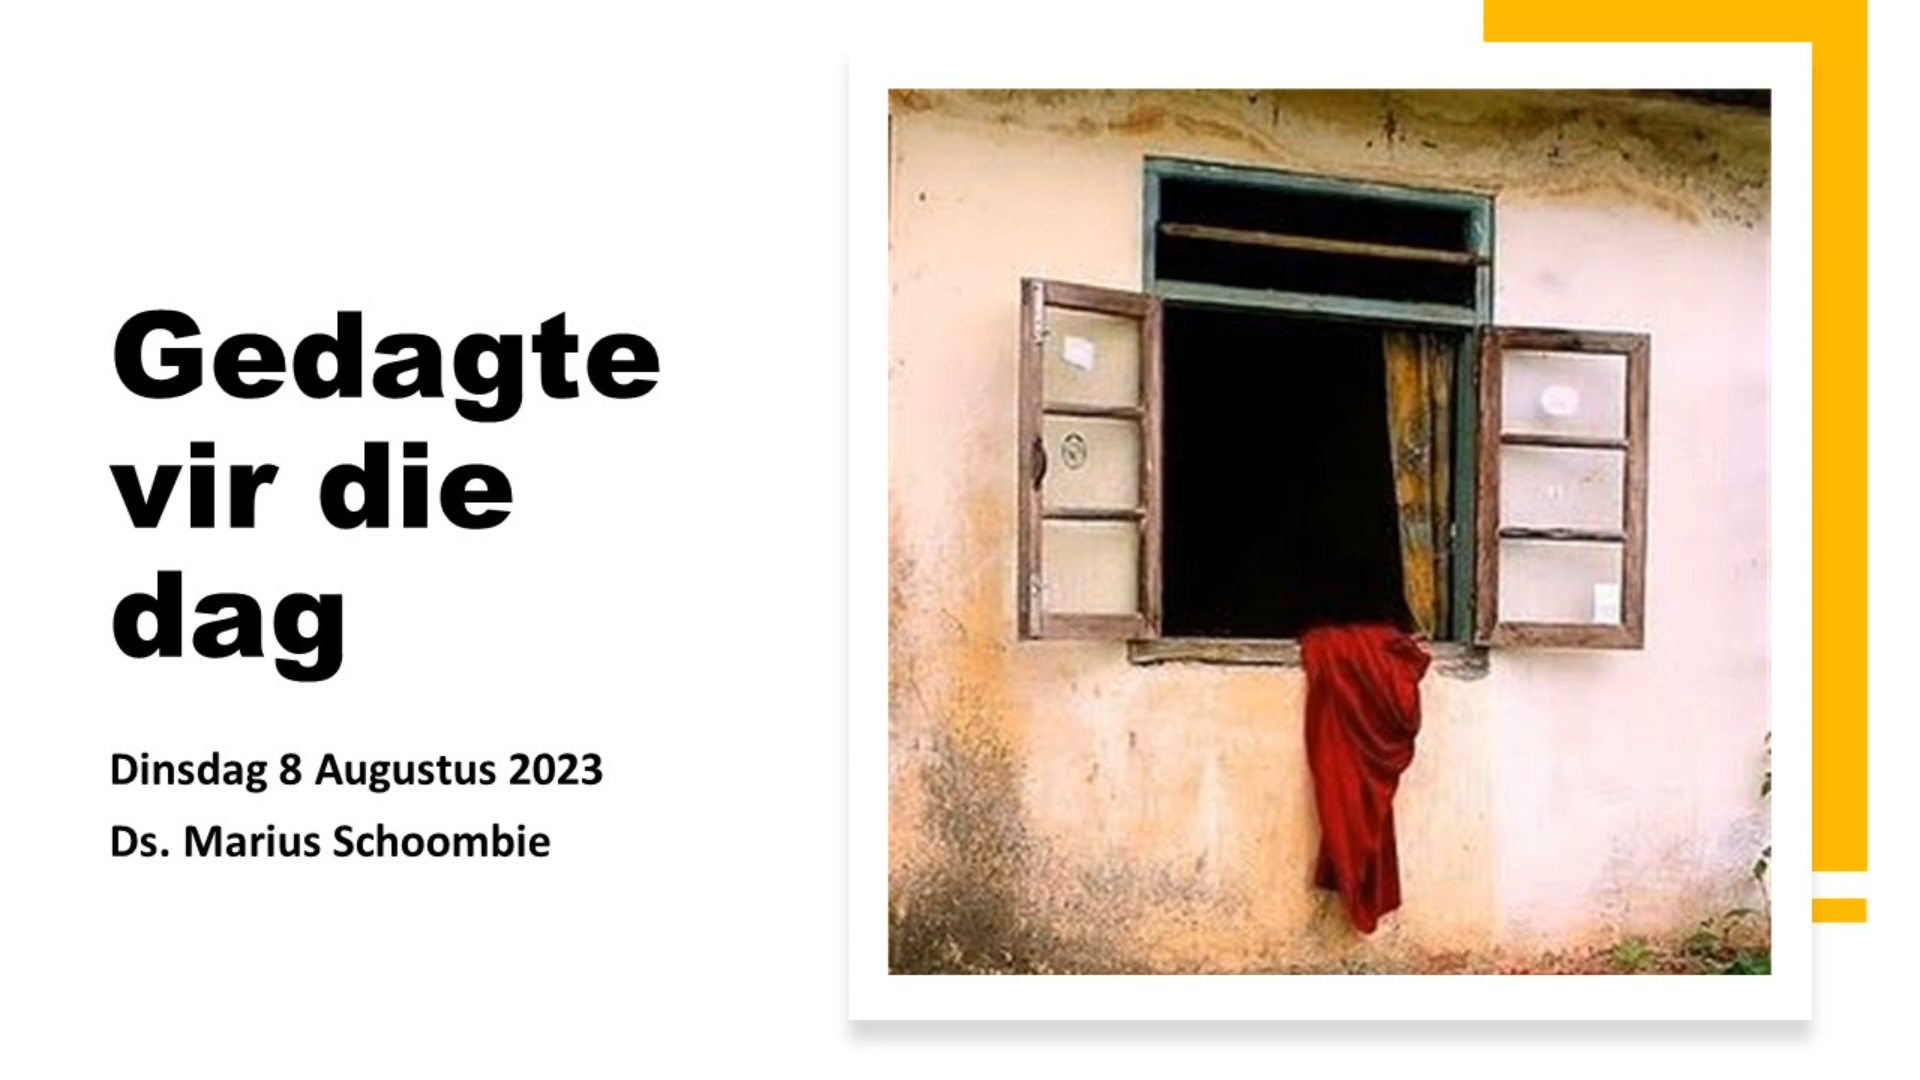 Gedagte
vir die
dag
Dinsdag 8 Augustus 2023
Ds. Marius Schoombie